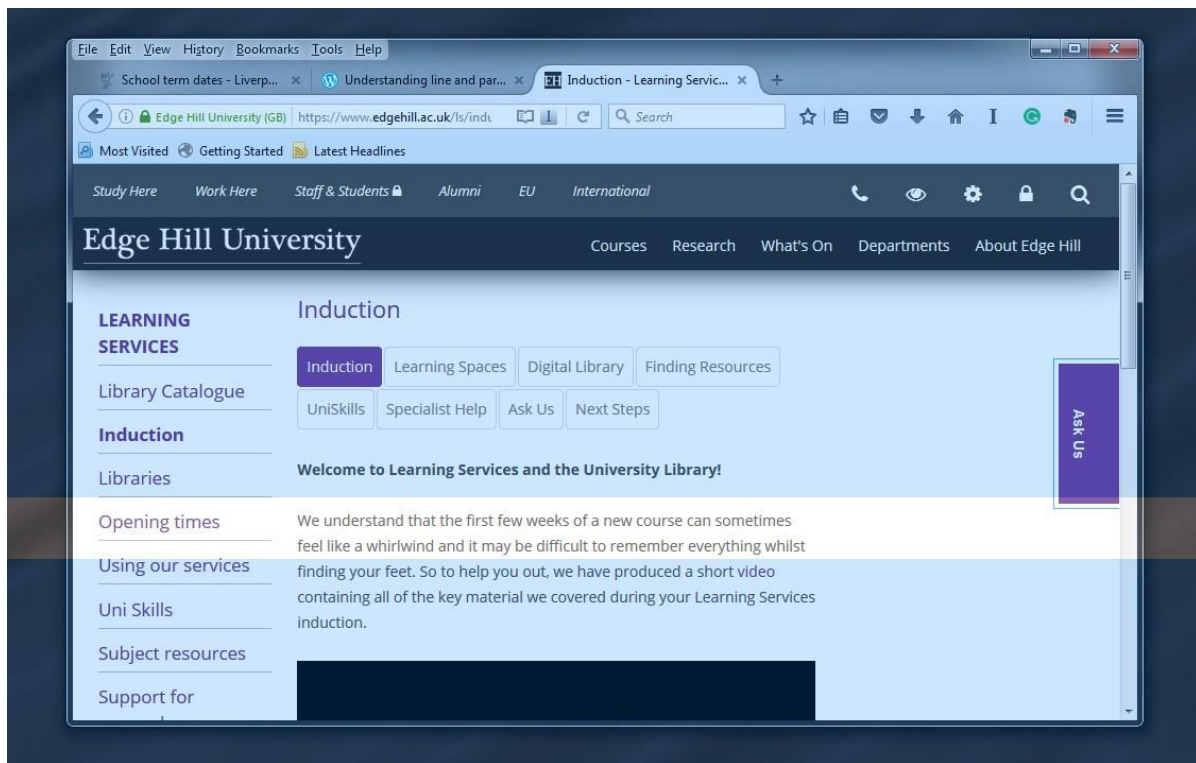 File Edit View History Bookmarks Tools Help
School term dates - Liverp... Understanding line and par... Induction - Learning Servic...
Edge Hill University (GB) https://www.edgehill.ac.uk/ls/indu Search
Most Visited Getting Started Latest Headlines
Study Here Work Here Staff & Students Alumni EU International
Edge Hill University Courses Research What's On Departments About Edge Hill
LEARNING
SERVICES
Library Catalogue
Induction
Libraries
Opening times
Using our services
Uni Skills
Subject resources
Support for
Induction
Induction Learning Spaces Digital Library Finding Resources
UniSkills Specialist Help Ask Us Next Steps
Welcome to Learning Services and the University Library!
We understand that the first few weeks of a new course can sometimes
feel like a whirlwind and it may be difficult to remember everything whilst
finding your feet. So to help you out, we have produced a short video
containing all of the key material we covered during your Learning Services
induction.
Ask Us